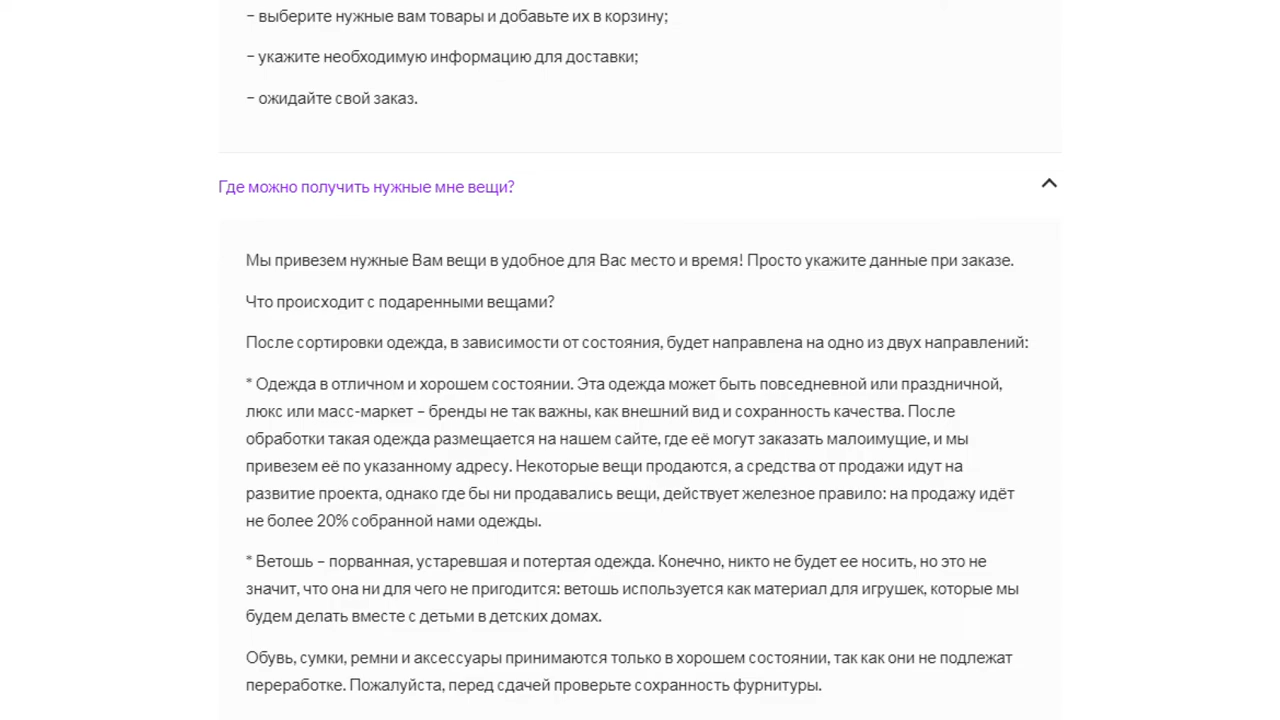 – выберите нужные вам товары и добавьте их в корзину;
– укажите необходимую информацию для доставки;
– ожидайте свой заказ.
Где можно получить нужные мне вещи?
Мы привезем нужные Вам вещи в удобное для Вас место и время! Просто укажите данные при заказе.
Что происходит с подаренными вещами?
После сортировки одежда, в зависимости от состояния, будет направлена на одно из двух направлений:
* Одежда в отличном и хорошем состоянии. Эта одежда может быть повседневной или праздничной,
люкс или масс-маркет – бренды не так важны, как внешний вид и сохранность качества. После
обработки такая одежда размещается на нашем сайте, где её могут заказать малоимущие, и мы
привезем её по указанному адресу. Некоторые вещи продаются, а средства от продажи идут на
развитие проекта, однако где бы ни продавались вещи, действует железное правило: на продажу идёт
не более 20% собранной нами одежды.
* Ветошь – порванная, устаревшая и потертая одежда. Конечно, никто не будет ее носить, но это не
значит, что она ни для чего не пригодится: ветошь используется как материал для игрушек, которые мы
будем делать вместе с детьми в детских домах.
Обувь, сумки, ремни и аксессуары принимаются только в хорошем состоянии, так как они не подлежат
переработке. Пожалуйста, перед сдачей проверьте сохранность фурнитуры.